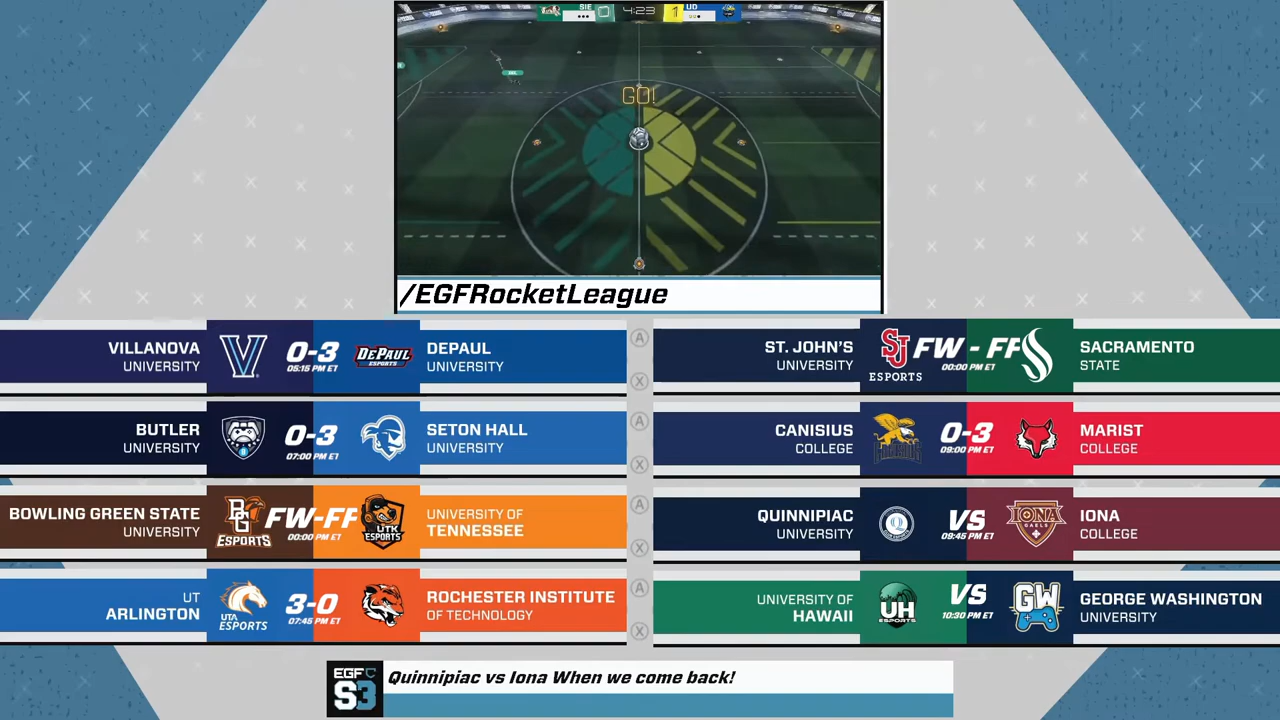 SIE
0
4:23
1
UD
GO!
/EGFRocketLeague
VILLANOVA
UNIVERSITY
0-3
05:15 PM ET
DEPAUL
ESPORTS
DEPAUL
UNIVERSITY
BUTLER
UNIVERSITY
0-3
07:00 PM ET
SETON HALL
UNIVERSITY
BOWLING GREEN STATE
UNIVERSITY
BG
ESPORTS
FW-FF
00:00 PM ET
UTK
ESPORTS
UNIVERSITY OF
TENNESSEE
UT
ARLINGTON
UTA
ESPORTS
3-0
07:45 PM ET
ROCHESTER INSTITUTE
OF TECHNOLOGY
A
X
A
X
A
X
A
X
ST. JOHN'S
UNIVERSITY
SJ
ESPORTS
FW - FF
00:00 PM ET
SACRAMENTO
STATE
CANISIUS
COLLEGE
0-3
09:00 PM ET
MARIST
COLLEGE
QUINNIPIAC
UNIVERSITY
Q
VS
09:45 PM ET
IONA
GAELS
IONA
COLLEGE
UNIVERSITY OF
HAWAII
UH
ESPORTS
VS
10:30 PM ET
GW
GEORGE WASHINGTON
UNIVERSITY
EGFC
S3
Quinnipiac vs Iona When we come back!